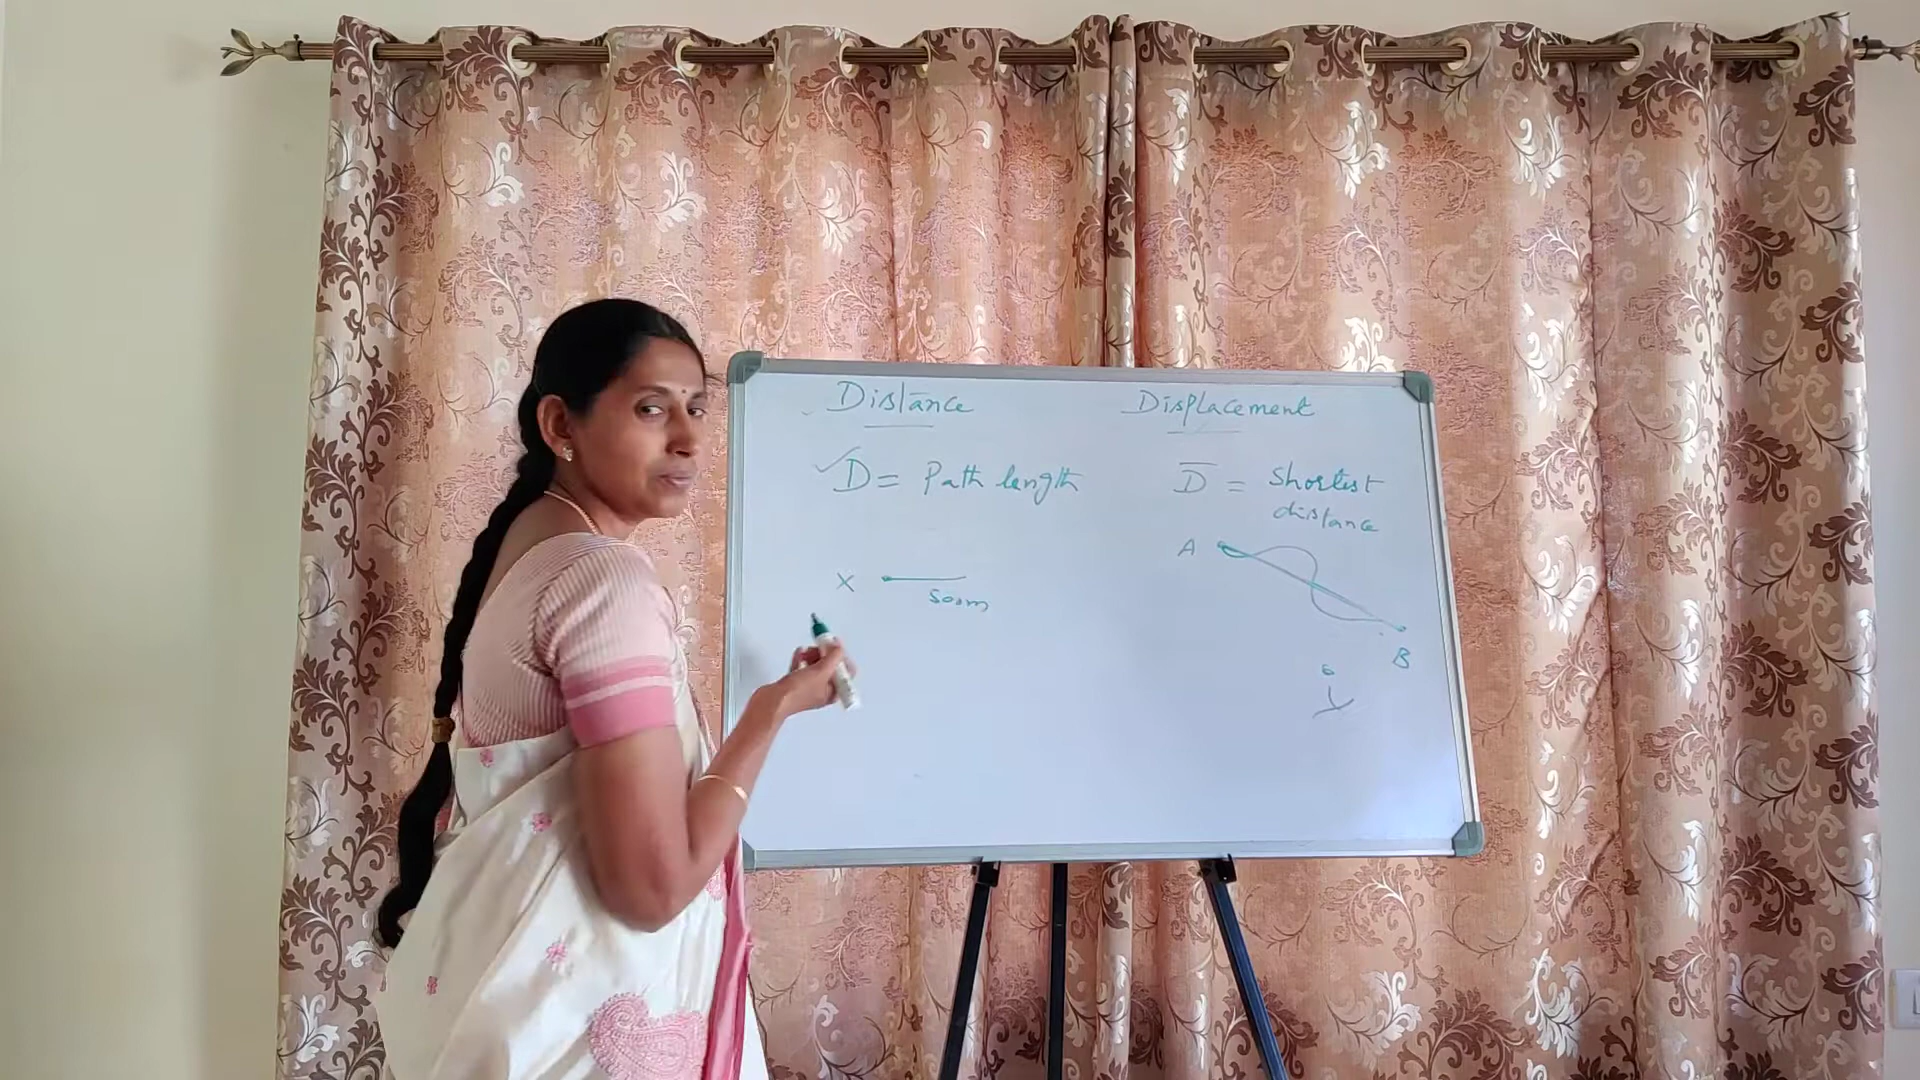 Distance
D = Path length
x 500m
Displacement
D̅ = shortest
distance
A
B